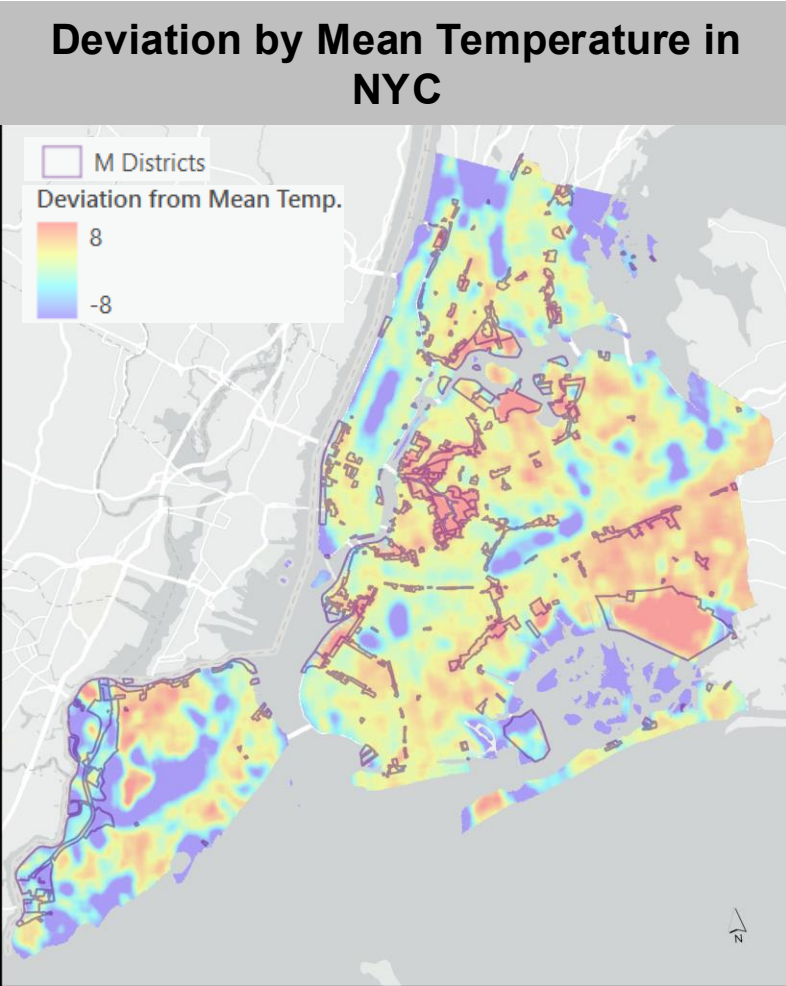 Deviation by Mean Temperature in
NYC
M Districts
Deviation from Mean Temp.
8
-8
N